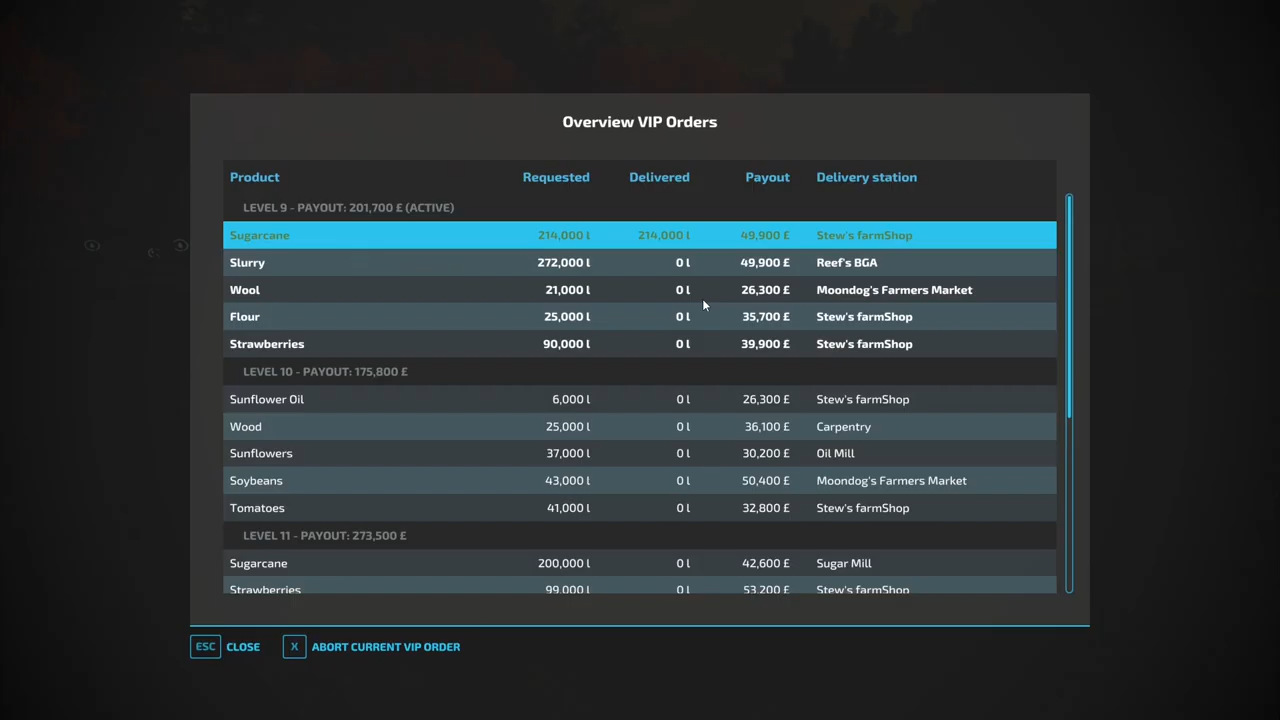 Overview VIP Orders
Product Requested Delivered Payout Delivery station
LEVEL 9 - PAYOUT: 201,700 £ (ACTIVE)
Sugarcane 214,000 l 214,000 l 49,900 £ Stew's farmShop
Slurry 272,000 l 0 l 49,900 £ Reef's BGA
Wool 21,000 l 0 l 26,300 £ Moondog's Farmers Market
Flour 25,000 l 0 l 35,700 £ Stew's farmShop
Strawberries 90,000 l 0 l 39,900 £ Stew's farmShop
LEVEL 10 - PAYOUT: 175,800 £
Sunflower Oil 6,000 l 0 l 26,300 £ Stew's farmShop
Wood 25,000 l 0 l 36,100 £ Carpentry
Sunflowers 37,000 l 0 l 30,200 £ Oil Mill
Soybeans 43,000 l 0 l 50,400 £ Moondog's Farmers Market
Tomatoes 41,000 l 0 l 32,800 £ Stew's farmShop
LEVEL 11 - PAYOUT: 273,500 £
Sugarcane 200,000 l 0 l 42,600 £ Sugar Mill
Strawberries 99,000 l 0 l 53,200 £ Stew's farmShop
ESC CLOSE X ABORT CURRENT VIP ORDER